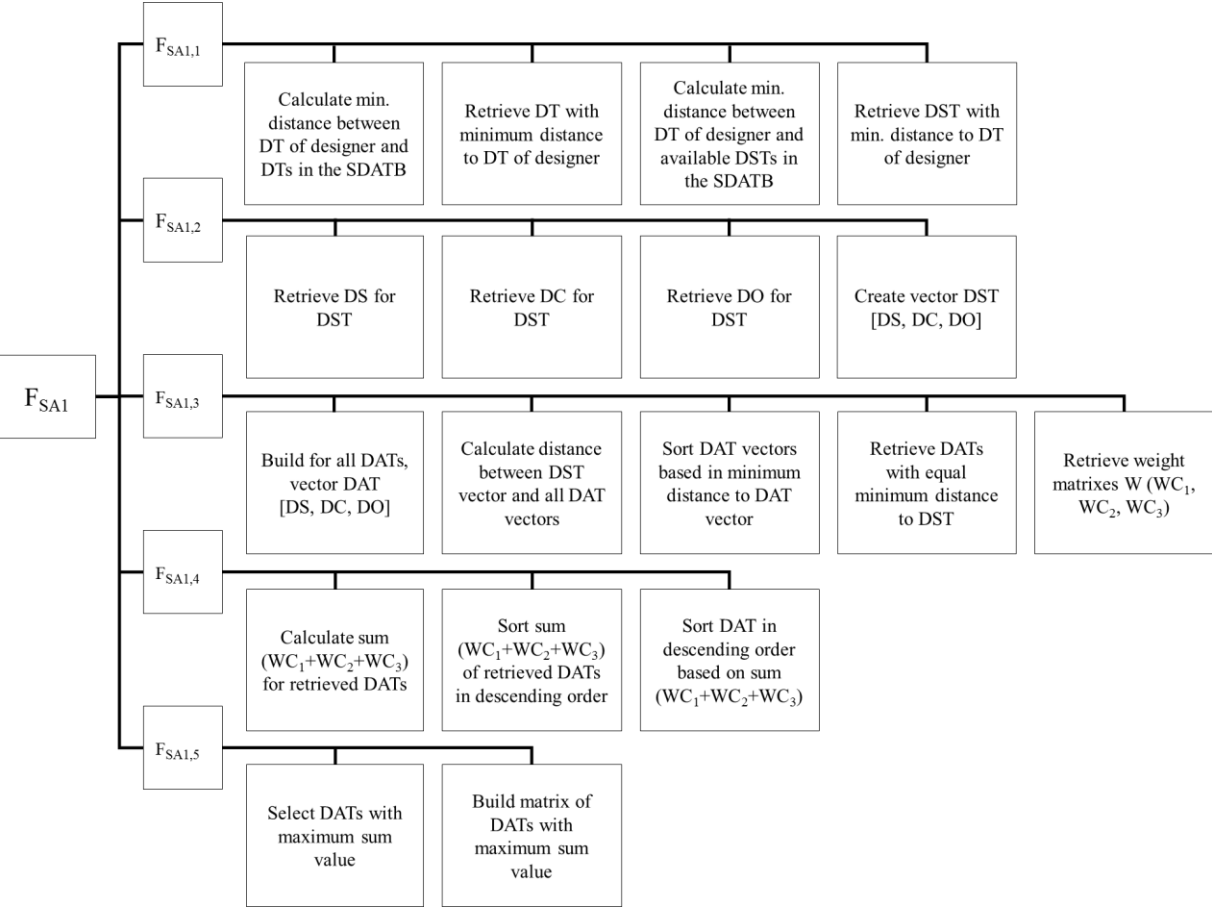 F_SA1,1
Calculate min.
distance between
DT of designer and
DTs in the SDATB
Retrieve DT with
minimum distance
to DT of designer
Calculate min.
distance between
DT of designer and
available DSTs in
the SDATB
Retrieve DST with
min. distance to DT
of designer
F_SA1,2
Retrieve DS for
DST
Retrieve DC for
DST
Retrieve DO for
DST
Create vector DST
[DS, DC, DO]
F_SA1
F_SA1,3
Build for all DATs,
vector DAT
[DS, DC, DO]
Calculate distance
between DST
vector and all DAT
vectors
Sort DAT vectors
based in minimum
distance to DAT
vector
Retrieve DATs
with equal
minimum distance
to DST
Retrieve weight
matrixes W (WC₁,
WC₂, WC₃)
F_SA1,4
Calculate sum
(WC₁+WC₂+WC₃)
for retrieved DATs
Sort sum
(WC₁+WC₂+WC₃)
of retrieved DATs
in descending order
Sort DAT in
descending order
based on sum
(WC₁+WC₂+WC₃)
F_SA1,5
Select DATs with
maximum sum
value
Build matrix of
DATs with
maximum sum
value